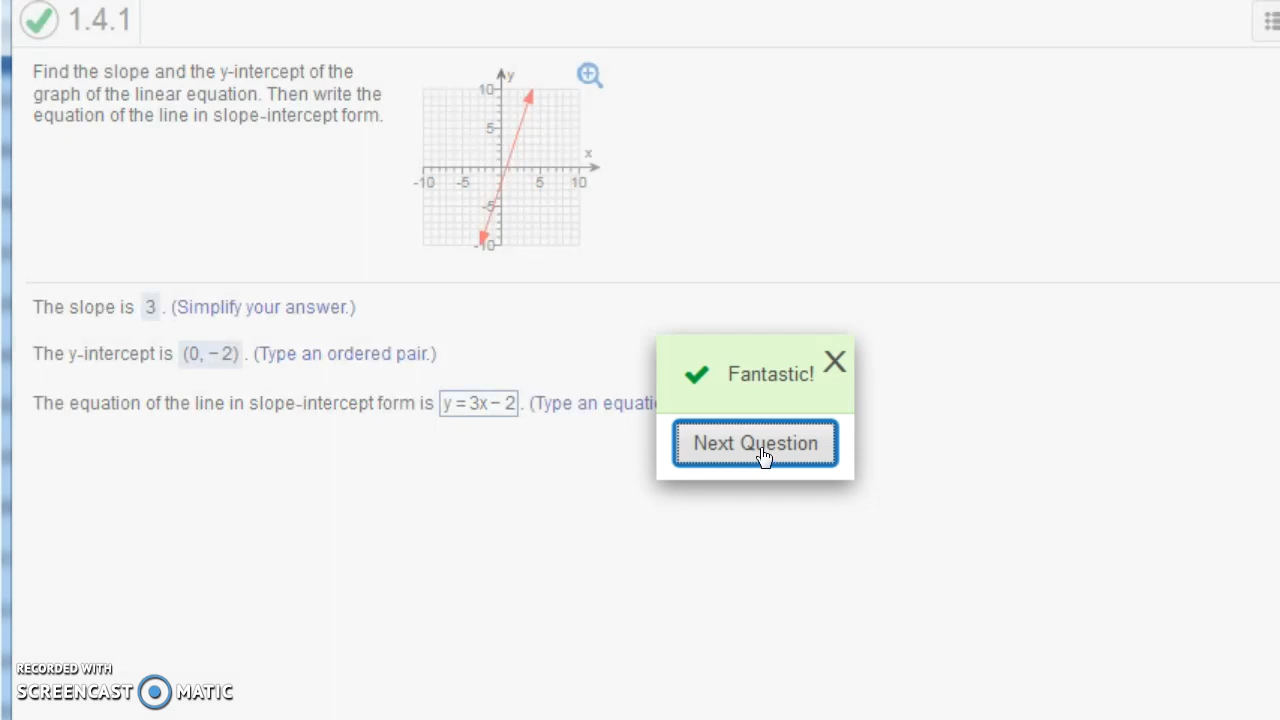 1.4.1
Find the slope and the y-intercept of the
graph of the linear equation. Then write the
equation of the line in slope-intercept form.
y
10
5
x
-10 -5 5 10
-5
-10
The slope is 3 . (Simplify your answer.)
The y-intercept is (0, −2) . (Type an ordered pair.)
The equation of the line in slope-intercept form is y = 3x − 2 . (Type an equati
Fantastic!
Next Question
RECORDED WITH
SCREENCAST MATIC